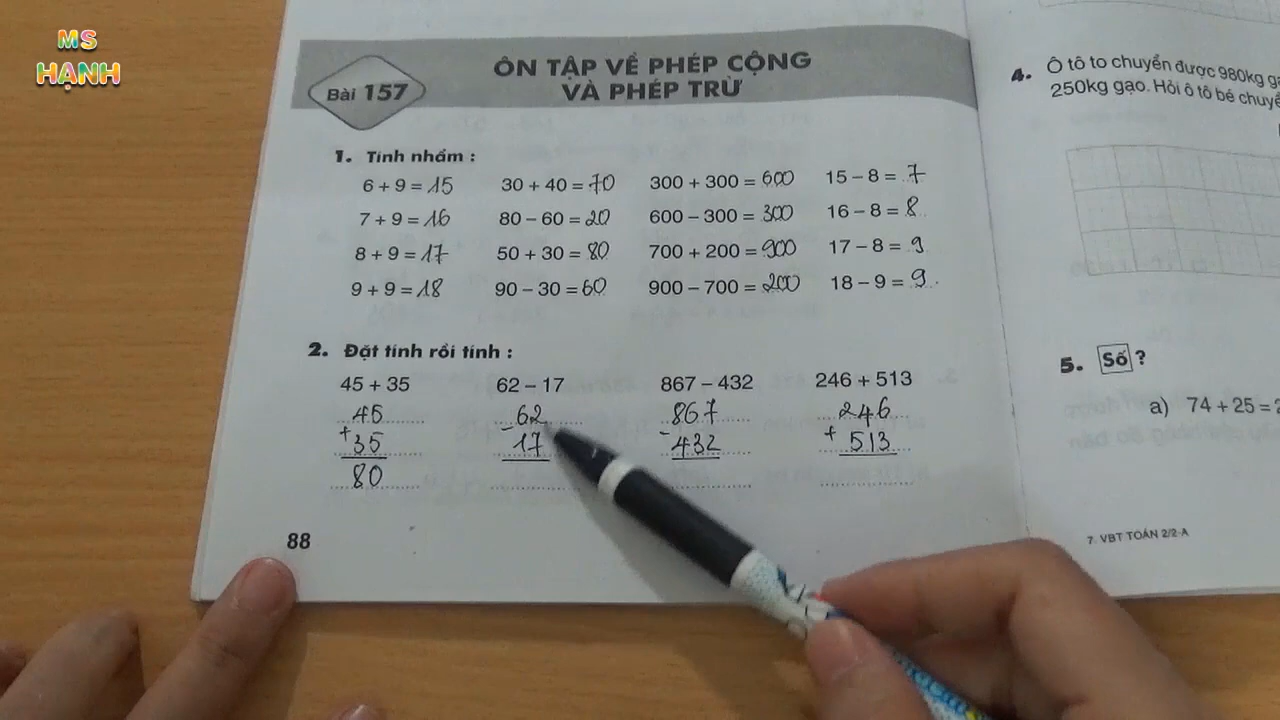 MS
HẠNH
Bài 157
ÔN TẬP VỀ PHÉP CỘNG
VÀ PHÉP TRỪ
1. Tính nhẩm :
6 + 9 = 15 30 + 40 = 70 300 + 300 = 600 15 – 8 = 7
7 + 9 = 16 80 – 60 = 20 600 – 300 = 300 16 – 8 = 8
8 + 9 = 17 50 + 30 = 80 700 + 200 = 900 17 – 8 = 9
9 + 9 = 18 90 – 30 = 60 900 – 700 = 200 18 – 9 = 9
2. Đặt tính rồi tính :
45 + 35 62 – 17 867 – 432 246 + 513
45 62 867 246
+ 35 – 17 – 432 + 513
80
88
4. Ô tô to chuyển được 980kg
250kg gạo. Hỏi ô tô bé
5. Số ?
a) 74 + 25 =
7. VBT TOÁN 2/2-A